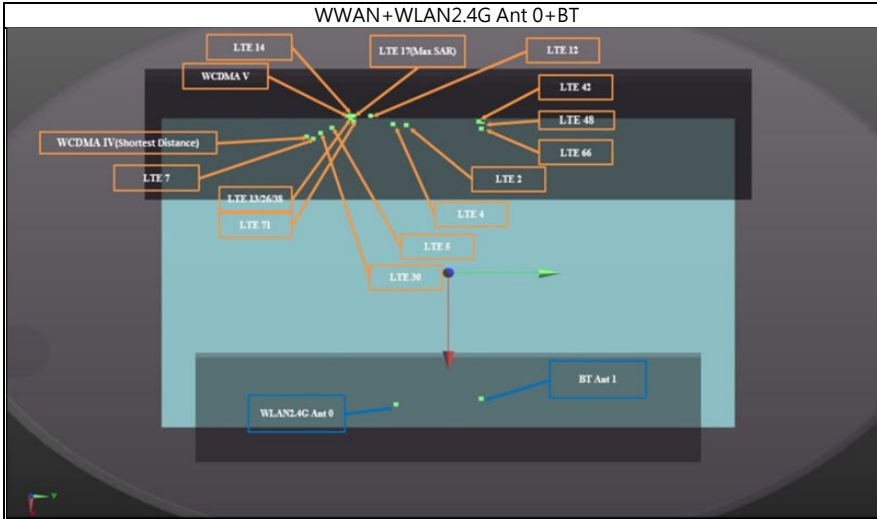 WWAN+WLAN2.4G Ant 0+BT
LTE 14
LTE 17(Max SAR)
LTE 12
WCDMA V
LTE 42
LTE 48
WCDMA IV(Shortest Distance)
LTE 66
LTE 7
LTE 2
LTE 13/26/38
LTE 4
LTE 71
LTE 5
LTE 30
BT Ant 1
WLAN2.4G Ant 0
Y